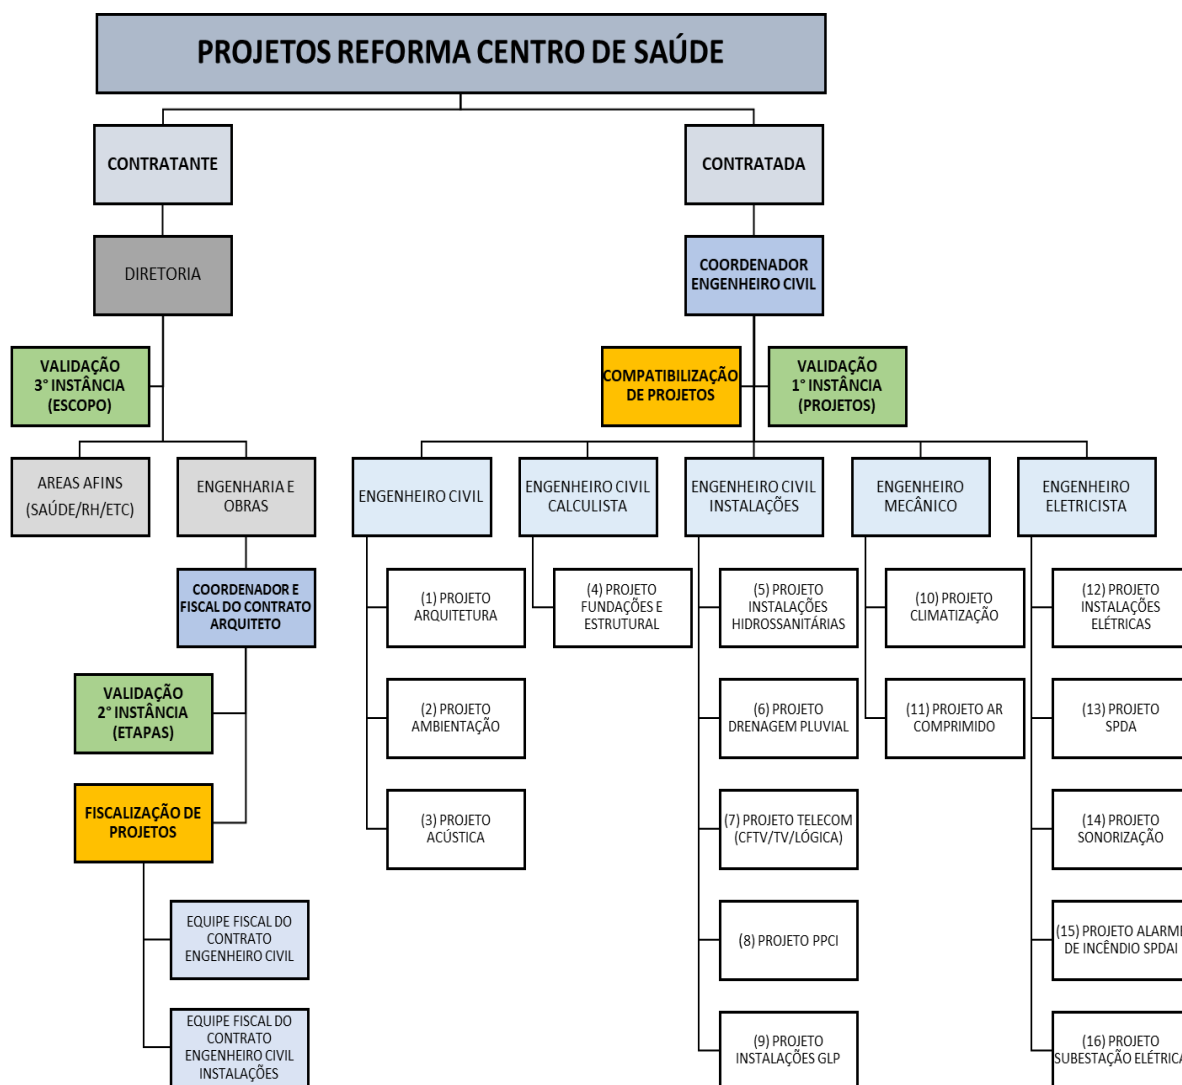 PROJETOS REFORMA CENTRO DE SAÚDE
CONTRATANTE
CONTRATADA
DIRETORIA
COORDENADOR
ENGENHEIRO CIVIL
VALIDAÇÃO
3° INSTÂNCIA
(ESCOPO)
COMPATIBILIZAÇÃO
DE PROJETOS
VALIDAÇÃO
1° INSTÂNCIA
(PROJETOS)
AREAS AFINS
(SAÚDE/RH/ETC)
ENGENHARIA E
OBRAS
ENGENHEIRO CIVIL
ENGENHEIRO CIVIL
CALCULISTA
ENGENHEIRO CIVIL
INSTALAÇÕES
ENGENHEIRO
MECÂNICO
ENGENHEIRO
ELETRICISTA
COORDENADOR E
FISCAL DO CONTRATO
ARQUITETO
(1) PROJETO
ARQUITETURA
(4) PROJETO
FUNDAÇÕES E
ESTRUTURAL
(5) PROJETO
INSTALAÇÕES
HIDROSSANITÁRIAS
(10) PROJETO
CLIMATIZAÇÃO
(12) PROJETO
INSTALAÇÕES
ELÉTRICAS
VALIDAÇÃO
2° INSTÂNCIA
(ETAPAS)
(2) PROJETO
AMBIENTAÇÃO
(6) PROJETO
DRENAGEM PLUVIAL
(11) PROJETO AR
COMPRIMIDO
(13) PROJETO
SPDA
FISCALIZAÇÃO DE
PROJETOS
(3) PROJETO
ACÚSTICA
(7) PROJETO TELECOM
(CFTV/TV/LÓGICA)
(14) PROJETO
SONORIZAÇÃO
EQUIPE FISCAL DO
CONTRATO
ENGENHEIRO CIVIL
(8) PROJETO PPCI
(15) PROJETO ALARME
DE INCÊNDIO SPDAI
EQUIPE FISCAL DO
CONTRATO
ENGENHEIRO CIVIL
INSTALAÇÕES
(9) PROJETO
INSTALAÇÕES GLP
(16) PROJETO
SUBESTAÇÃO ELÉTRICA